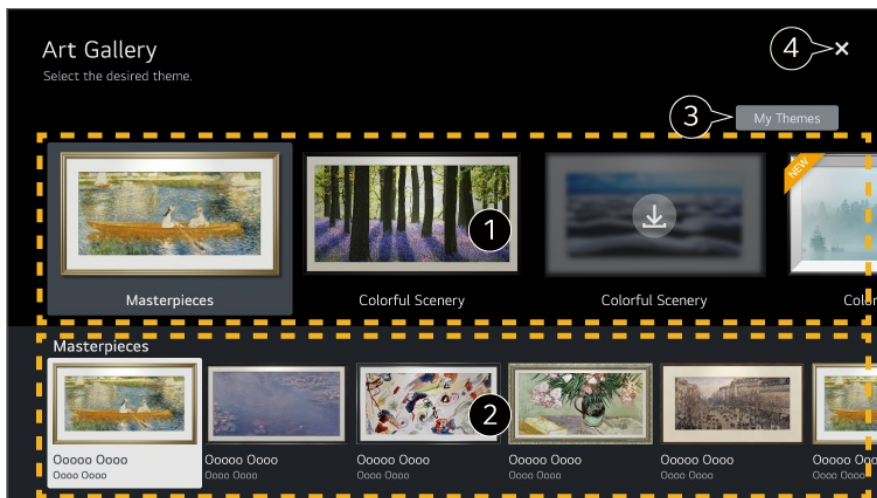 Art Gallery
Select the desired theme.
4
3
My Themes
NEW
1
Masterpieces
Colorful Scenery
Colorful Scenery
Color
Masterpieces
2
Ooooo Oooo
Oooo Oooo
Ooooo Oooo
Oooo Oooo
Ooooo Oooo
Oooo Oooo
Ooooo Oooo
Oooo Oooo
Ooooo Oooo
Oooo Oooo
Ooooo Ooo
Oooo Oooo